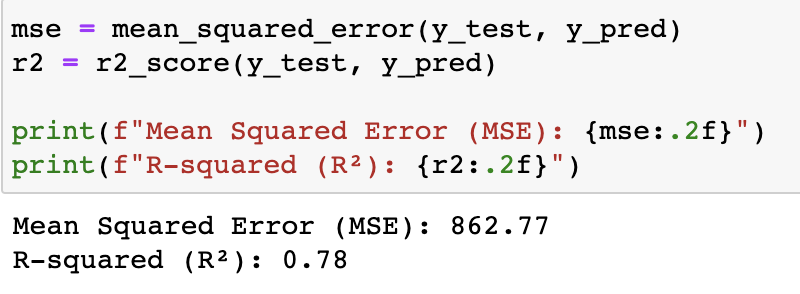 mse = mean_squared_error(y_test, y_pred)
r2 = r2_score(y_test, y_pred)
print(f"Mean Squared Error (MSE): {mse:.2f}")
print(f"R-squared (R²): {r2:.2f}")
Mean Squared Error (MSE): 862.77
R-squared (R²): 0.78